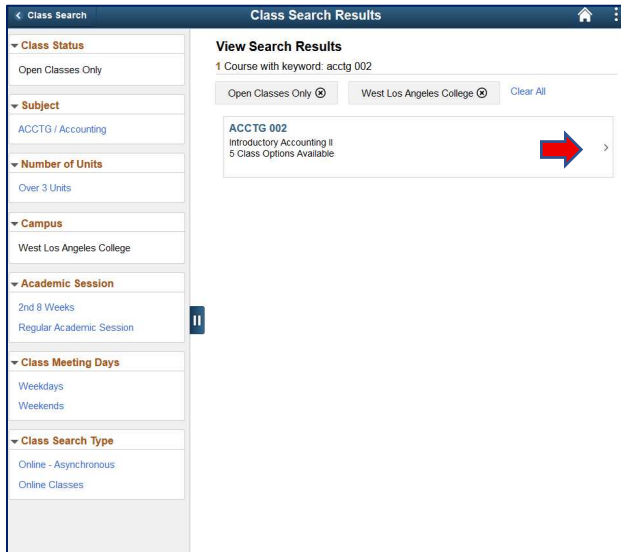 Class Search
Class Search Results
Class Status
Open Classes Only
Subject
ACCTG / Accounting
Number of Units
Over 3 Units
Campus
West Los Angeles College
Academic Session
2nd 8 Weeks
Regular Academic Session
Class Meeting Days
Weekdays
Weekends
Class Search Type
Online - Asynchronous
Online Classes
View Search Results
1 Course with keyword: acctg 002
Open Classes Only West Los Angeles College Clear All
ACCTG 002
Introductory Accounting II
5 Class Options Available